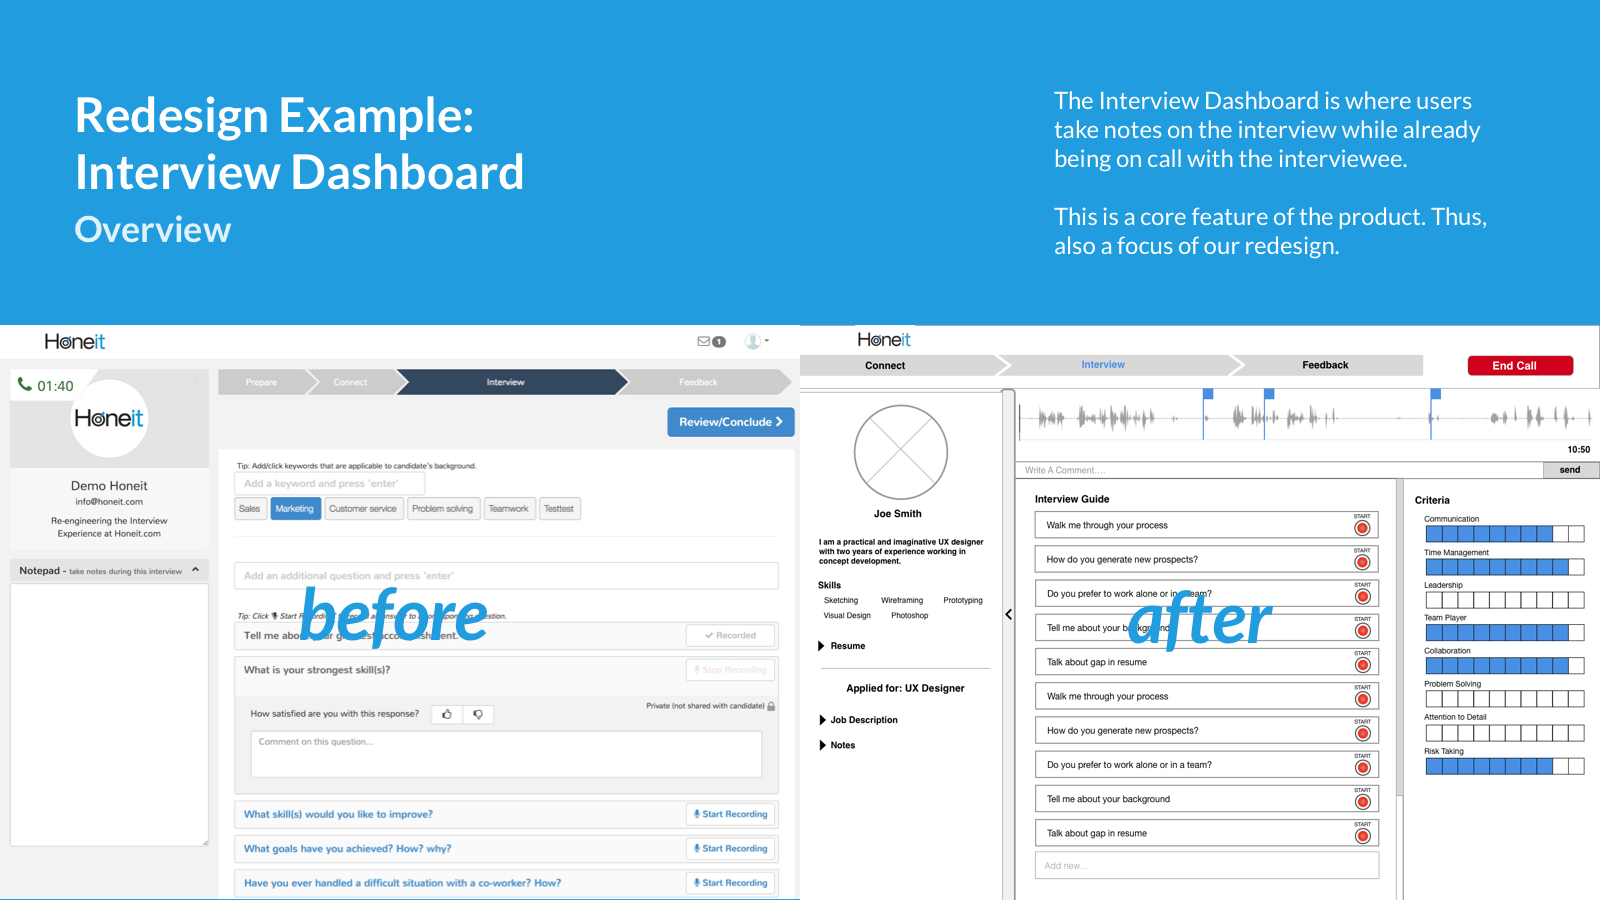 Redesign Example:
Interview Dashboard
Overview
The Interview Dashboard is where users
take notes on the interview while already
being on call with the interviewee.
This is a core feature of the product. Thus,
also a focus of our redesign.
Honeit
1
01:40
Honeit
Demo Honeit
info@honeit.com
Re-engineering the Interview
Experience at Honeit.com
Notepad - take notes during this interview
Prepare
Connect
Interview
Feedback
Review/Conclude
Tip: Add/click keywords that are applicable to candidate's background.
Add a keyword and press 'enter'
Sales
Marketing
Customer service
Problem solving
Teamwork
Testtest
Add an additional question and press 'enter'
before
Tip: Click Start
question.
Tell me about your
Recorded
What is your strongest skill(s)?
Stop Recording
Private (not shared with candidate)
How satisfied are you with this response?
Comment on this question...
What skill(s) would you like to improve?
Start Recording
What goals have you achieved? How? why?
Start Recording
Have you ever handled a difficult situation with a co-worker? How?
Start Recording
Honeit
Connect
Interview
Feedback
End Call
10:50
Write A Comment....
send
Joe Smith
I am a practical and imaginative UX designer
with two years of experience working in
concept development.
Skills
Sketching
Wireframing
Prototyping
Visual Design
Photoshop
Resume
Applied for: UX Designer
Job Description
Notes
Interview Guide
Walk me through your process
START
How do you generate new prospects?
START
Do you prefer to work alone or in a team?
START
Tell me about your background
START
after
Talk about gap in resume
START
Walk me through your process
START
How do you generate new prospects?
START
Do you prefer to work alone or in a team?
START
Tell me about your background
START
Talk about gap in resume
START
Add new...
Criteria
Communication
Time Management
Leadership
Team Player
Collaboration
Problem Solving
Attention to Detail
Risk Taking